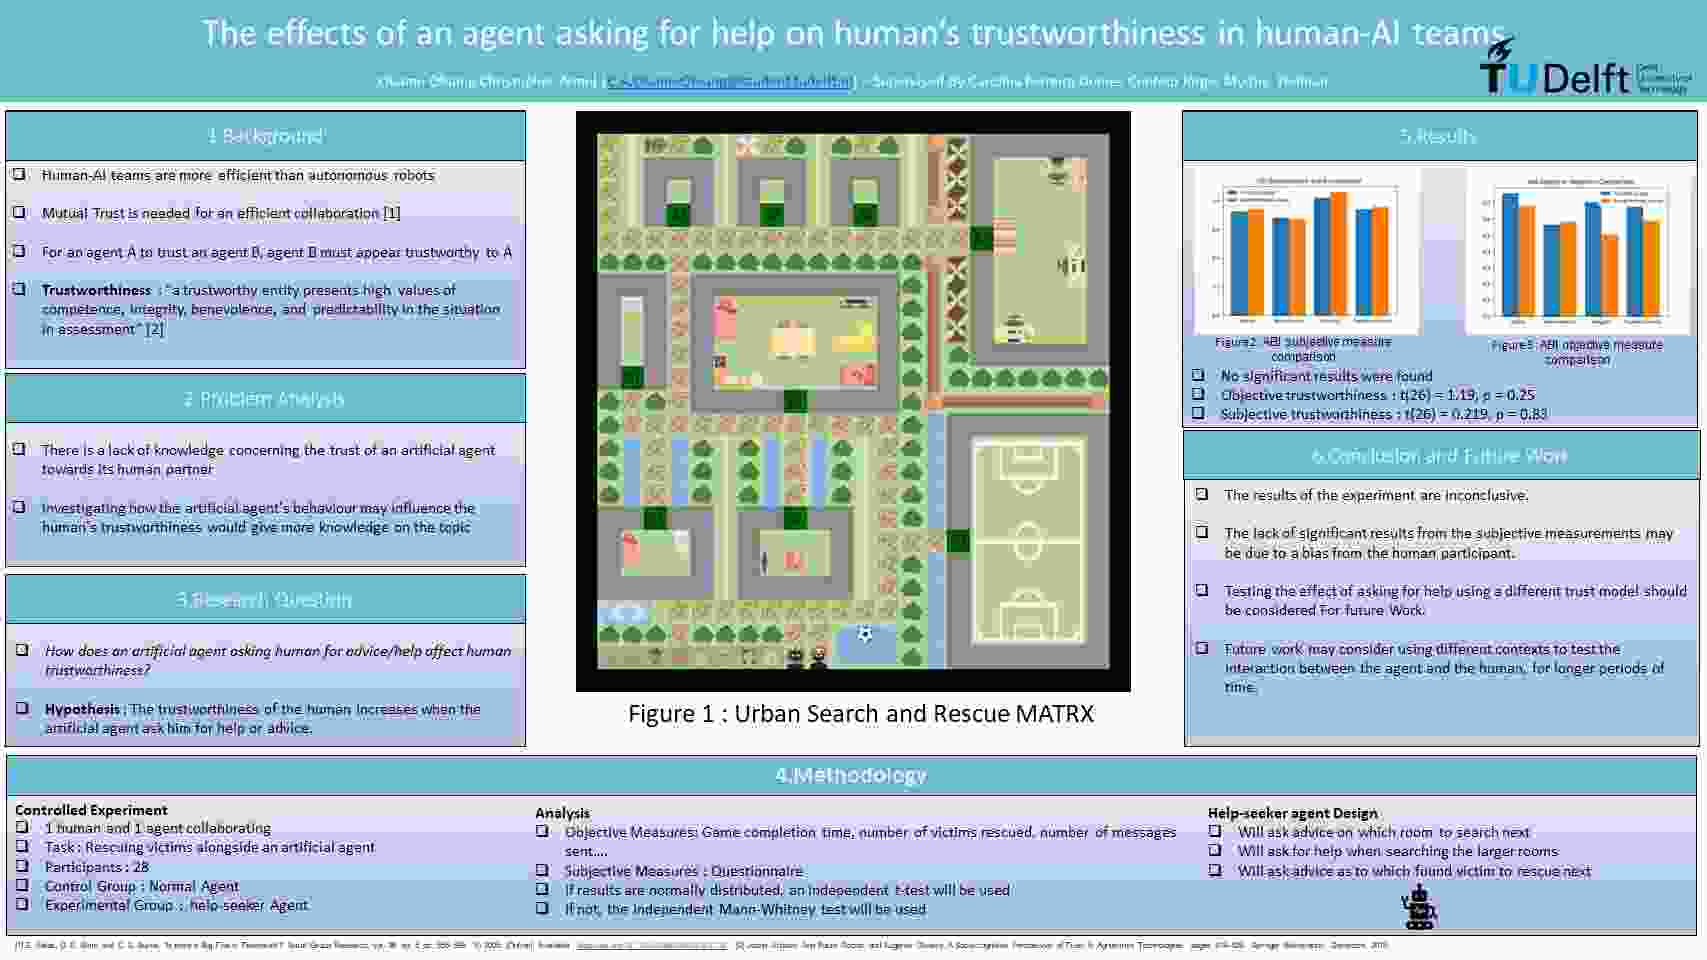 The effects of an agent asking for help on human's trustworthiness in human-AI teams
Supervised By Carolina Ferreira Gomes Centeio Jorge, Myrthe Tielman
TU Delft
Delft
University of
Technology
1.Background
Human-AI teams are more efficient than autonomous robots
Mutual Trust is needed for an efficient collaboration [1]
For an agent A to trust an agent B, agent B must appear trustworthy to A
Trustworthiness : "a trustworthy entity presents high values of
competence, integrity, benevolence, and predictability in the situation
in assessment" [2]
2.Problem Analysis
There is a lack of knowledge concerning the trust of an artificial agent
towards its human partner
Investigating how the artificial agent's behaviour may influence the
human's trustworthiness would give more knowledge on the topic
3.Research Question
How does an artificial agent asking human for advice/help affect human
trustworthiness?
Hypothesis : The trustworthiness of the human increases when the
artificial agent ask him for help or advice.
Figure 1 : Urban Search and Rescue MATRX
5.Results
Figure2: ABI subjective measure
comparison
Figure3: ABI objective measure
comparison
No significant results were found
Objective trustworthiness : t(26) = 1.19, p = 0.25
Subjective trustworthiness : t(26) = 0.219, p = 0.83
6.Conclusion and Future Work
The results of the experiment are inconclusive.
The lack of significant results from the subjective measurements may
be due to a bias from the human participant.
Testing the effect of asking for help using a different trust model should
be considered For future Work.
Future work may consider using different contexts to test the
interaction between the agent and the human, for longer periods of
time.
4.Methodology
Controlled Experiment
1 human and 1 agent collaborating
Task : Rescuing victims alongside an artificial agent
Participants : 28
Control Group : Normal Agent
Experimental Group : help-seeker Agent
Analysis
Objective Measures: Game completion time, number of victims rescued, number of messages
sent....
Subjective Measures : Questionnaire
If results are normally distributed, an independent t-test will be used
If not, the independent Mann-Whitney test will be used
Help-seeker agent Design
Will ask advice on which room to search next
Will ask for help when searching the larger rooms
Will ask advice as to which found victim to rescue next